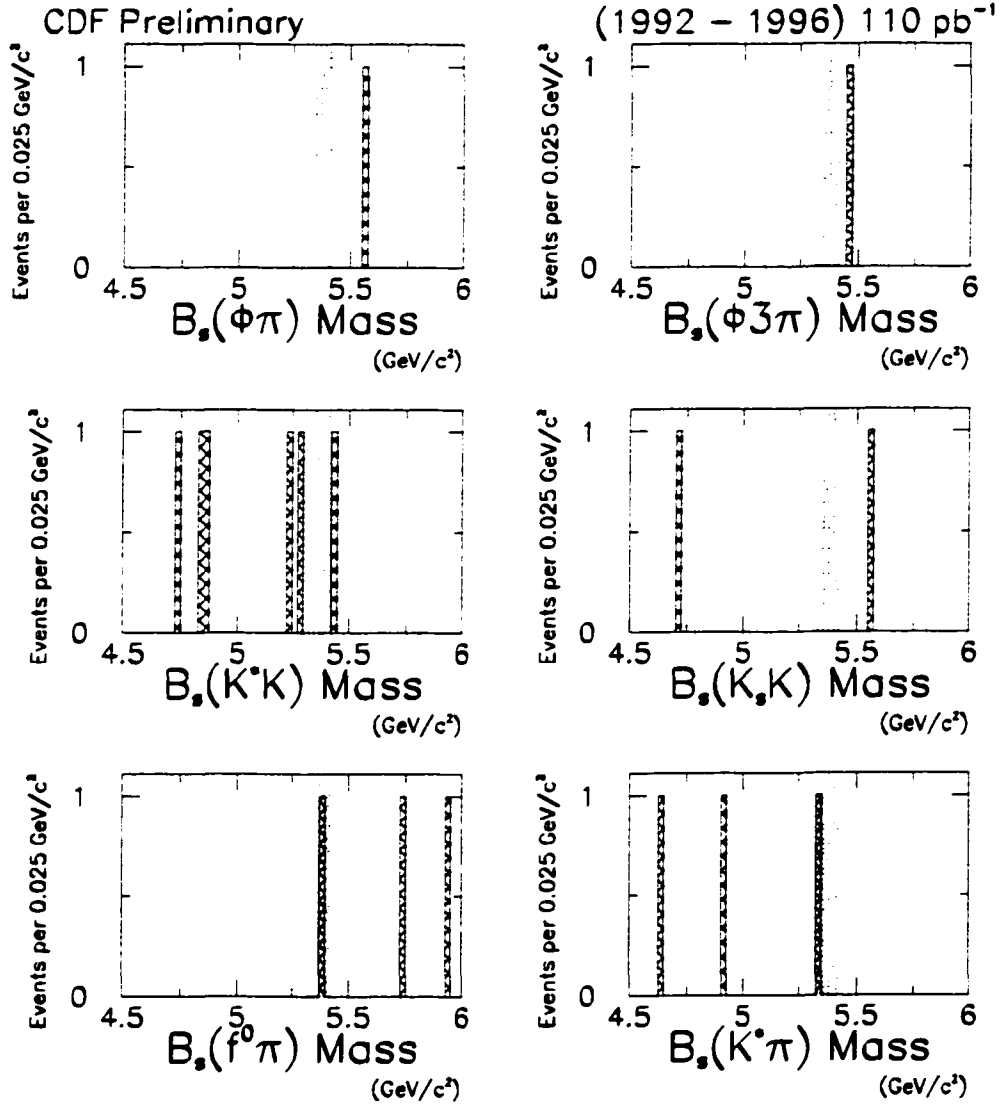 CDF Preliminary
(1992 – 1996) 110 pb⁻¹
Events per 0.025 GeV/c²
1
0
4.5 5 5.5 6
Bₛ(ϕπ) Mass
(GeV/c²)
Events per 0.025 GeV/c²
1
0
4.5 5 5.5 6
Bₛ(ϕ3π) Mass
(GeV/c²)
Events per 0.025 GeV/c²
1
0
4.5 5 5.5 6
Bₛ(K*K) Mass
(GeV/c²)
Events per 0.025 GeV/c²
1
0
4.5 5 5.5 6
Bₛ(KₛK) Mass
(GeV/c²)
Events per 0.025 GeV/c²
1
0
4.5 5 5.5 6
Bₛ(f⁰π) Mass
(GeV/c²)
Events per 0.025 GeV/c²
1
0
4.5 5 5.5 6
Bₛ(K*π) Mass
(GeV/c²)